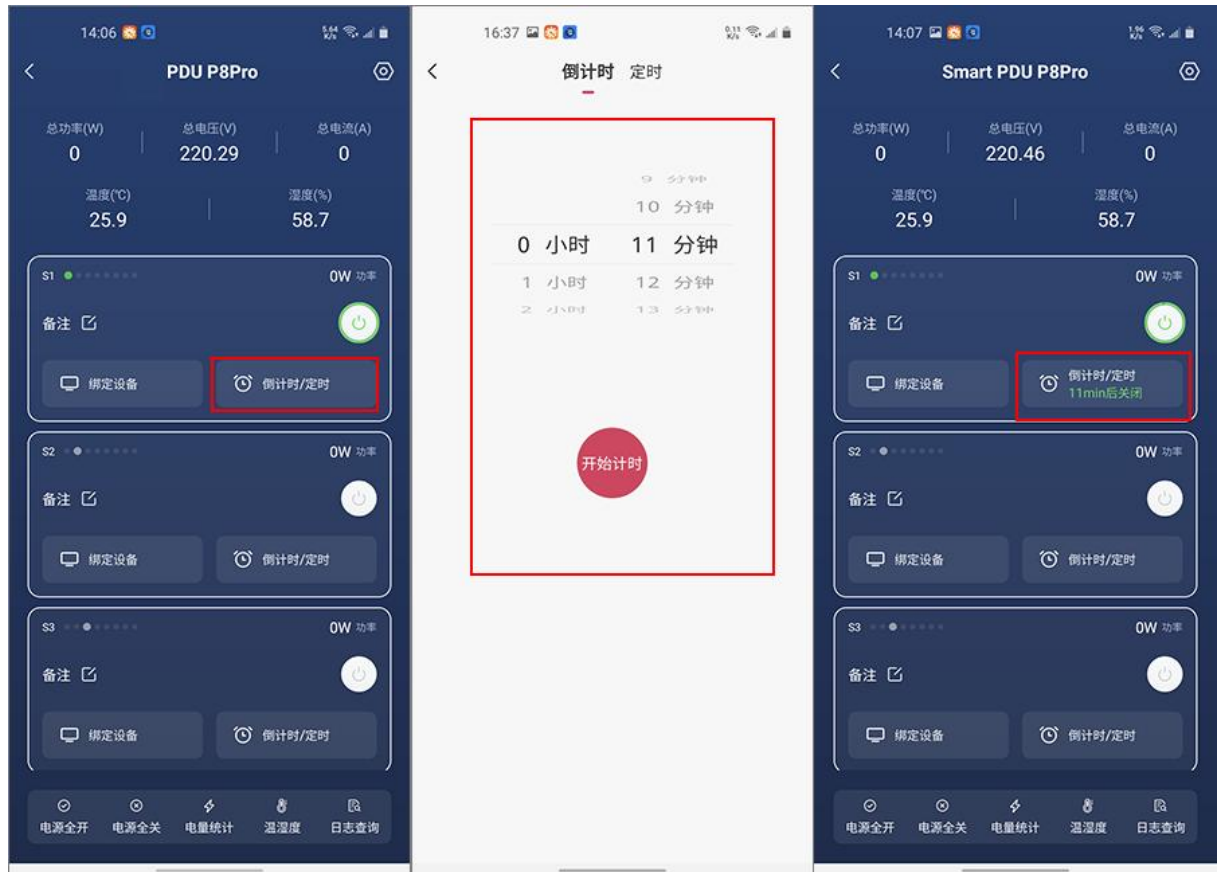 14:06
5.64 K/s
PDU P8Pro
总功率(W) 总电压(V) 总电流(A)
0 220.29 0
温度(℃) 湿度(%)
25.9 58.7
S1 0W 功率
备注
绑定设备 倒计时/定时
S2 0W 功率
备注
绑定设备 倒计时/定时
S3 0W 功率
备注
绑定设备 倒计时/定时
电源全开 电源全关 电量统计 温湿度 日志查询
16:37
0.11 K/s
倒计时 定时
9 分钟
10 分钟
0 小时 11 分钟
1 小时 12 分钟
2 小时 13 分钟
开始计时
14:07
1.96 K/s
Smart PDU P8Pro
总功率(W) 总电压(V) 总电流(A)
0 220.46 0
温度(℃) 湿度(%)
25.9 58.7
S1 0W 功率
备注
绑定设备 倒计时/定时
11min后关闭
S2 0W 功率
备注
绑定设备 倒计时/定时
S3 0W 功率
备注
绑定设备 倒计时/定时
电源全开 电源全关 电量统计 温湿度 日志查询